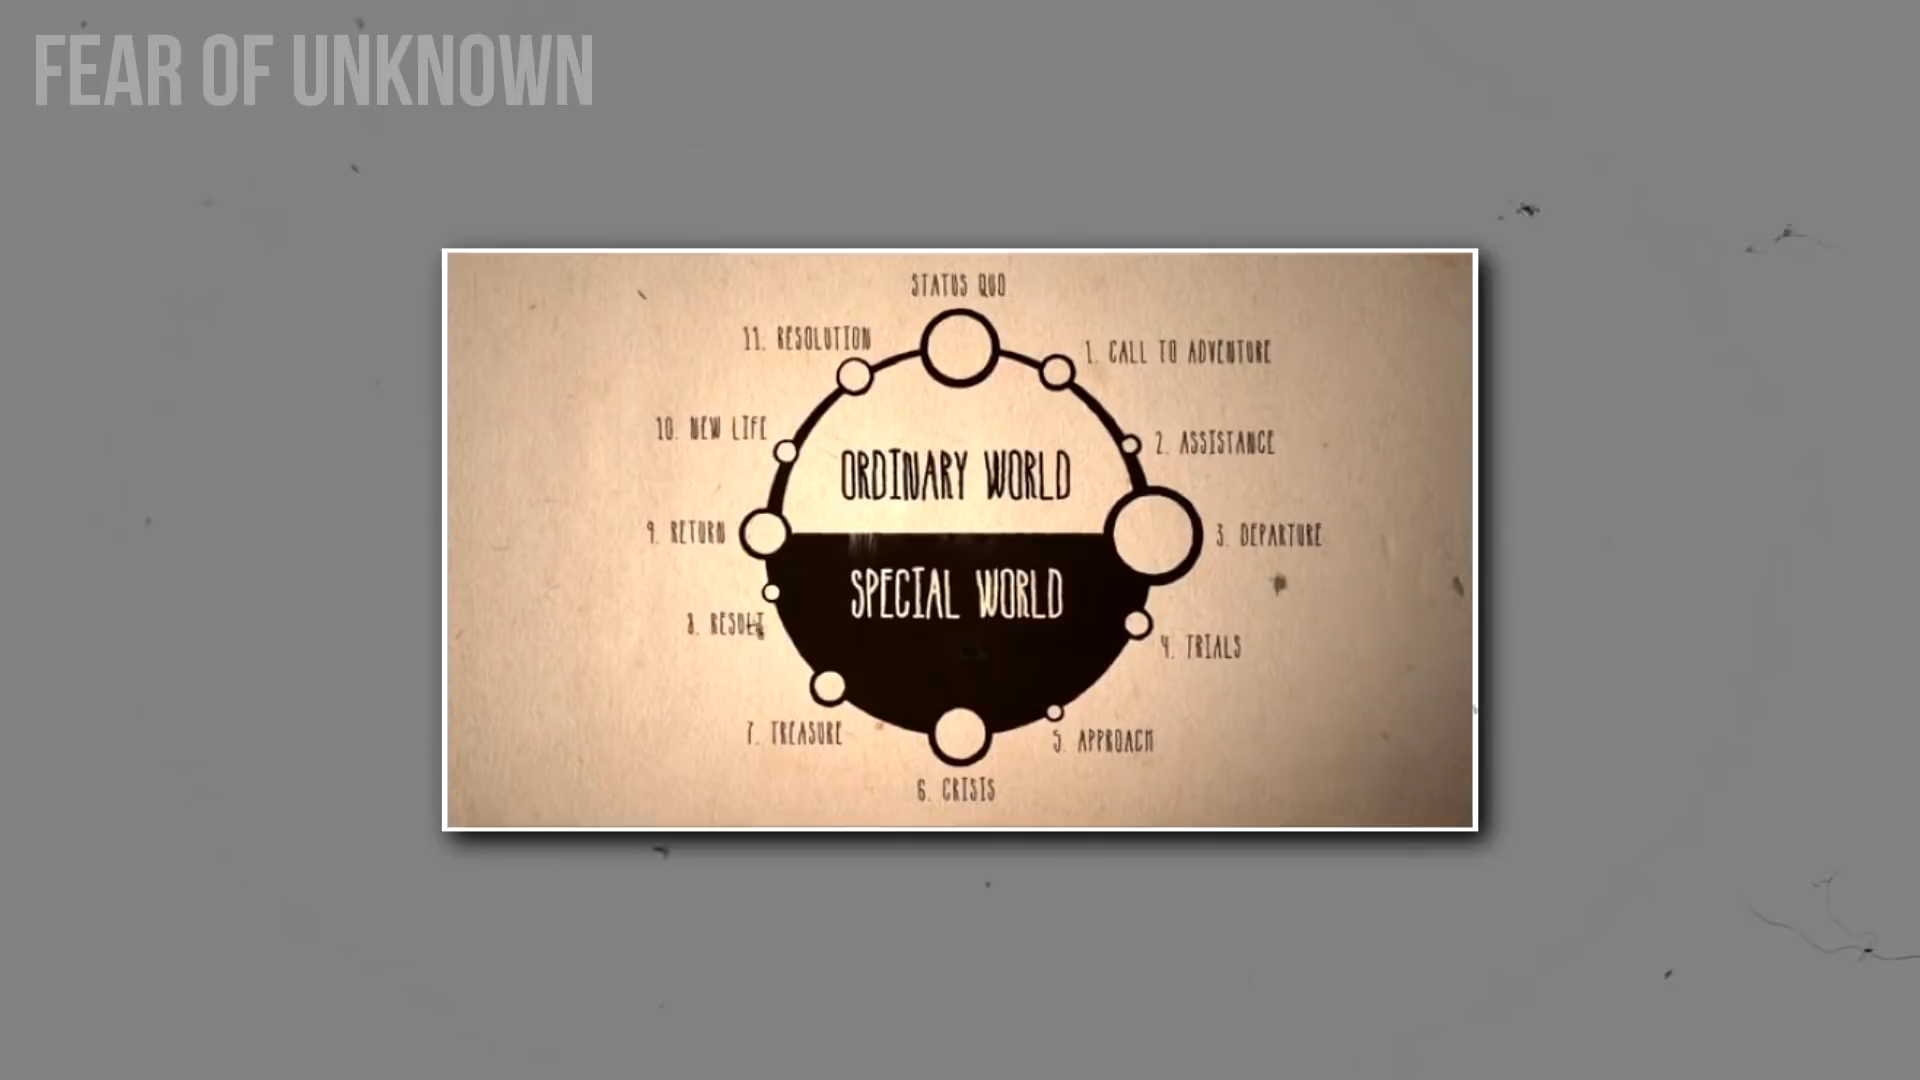 FEAR OF UNKNOWN
STATUS QUO
1. CALL TO ADVENTURE
2. ASSISTANCE
3. DEPARTURE
4. TRIALS
5. APPROACH
6. CRISIS
7. TREASURE
8. RESULT
9. RETURN
10. NEW LIFE
11. RESOLUTION
ORDINARY WORLD
SPECIAL WORLD